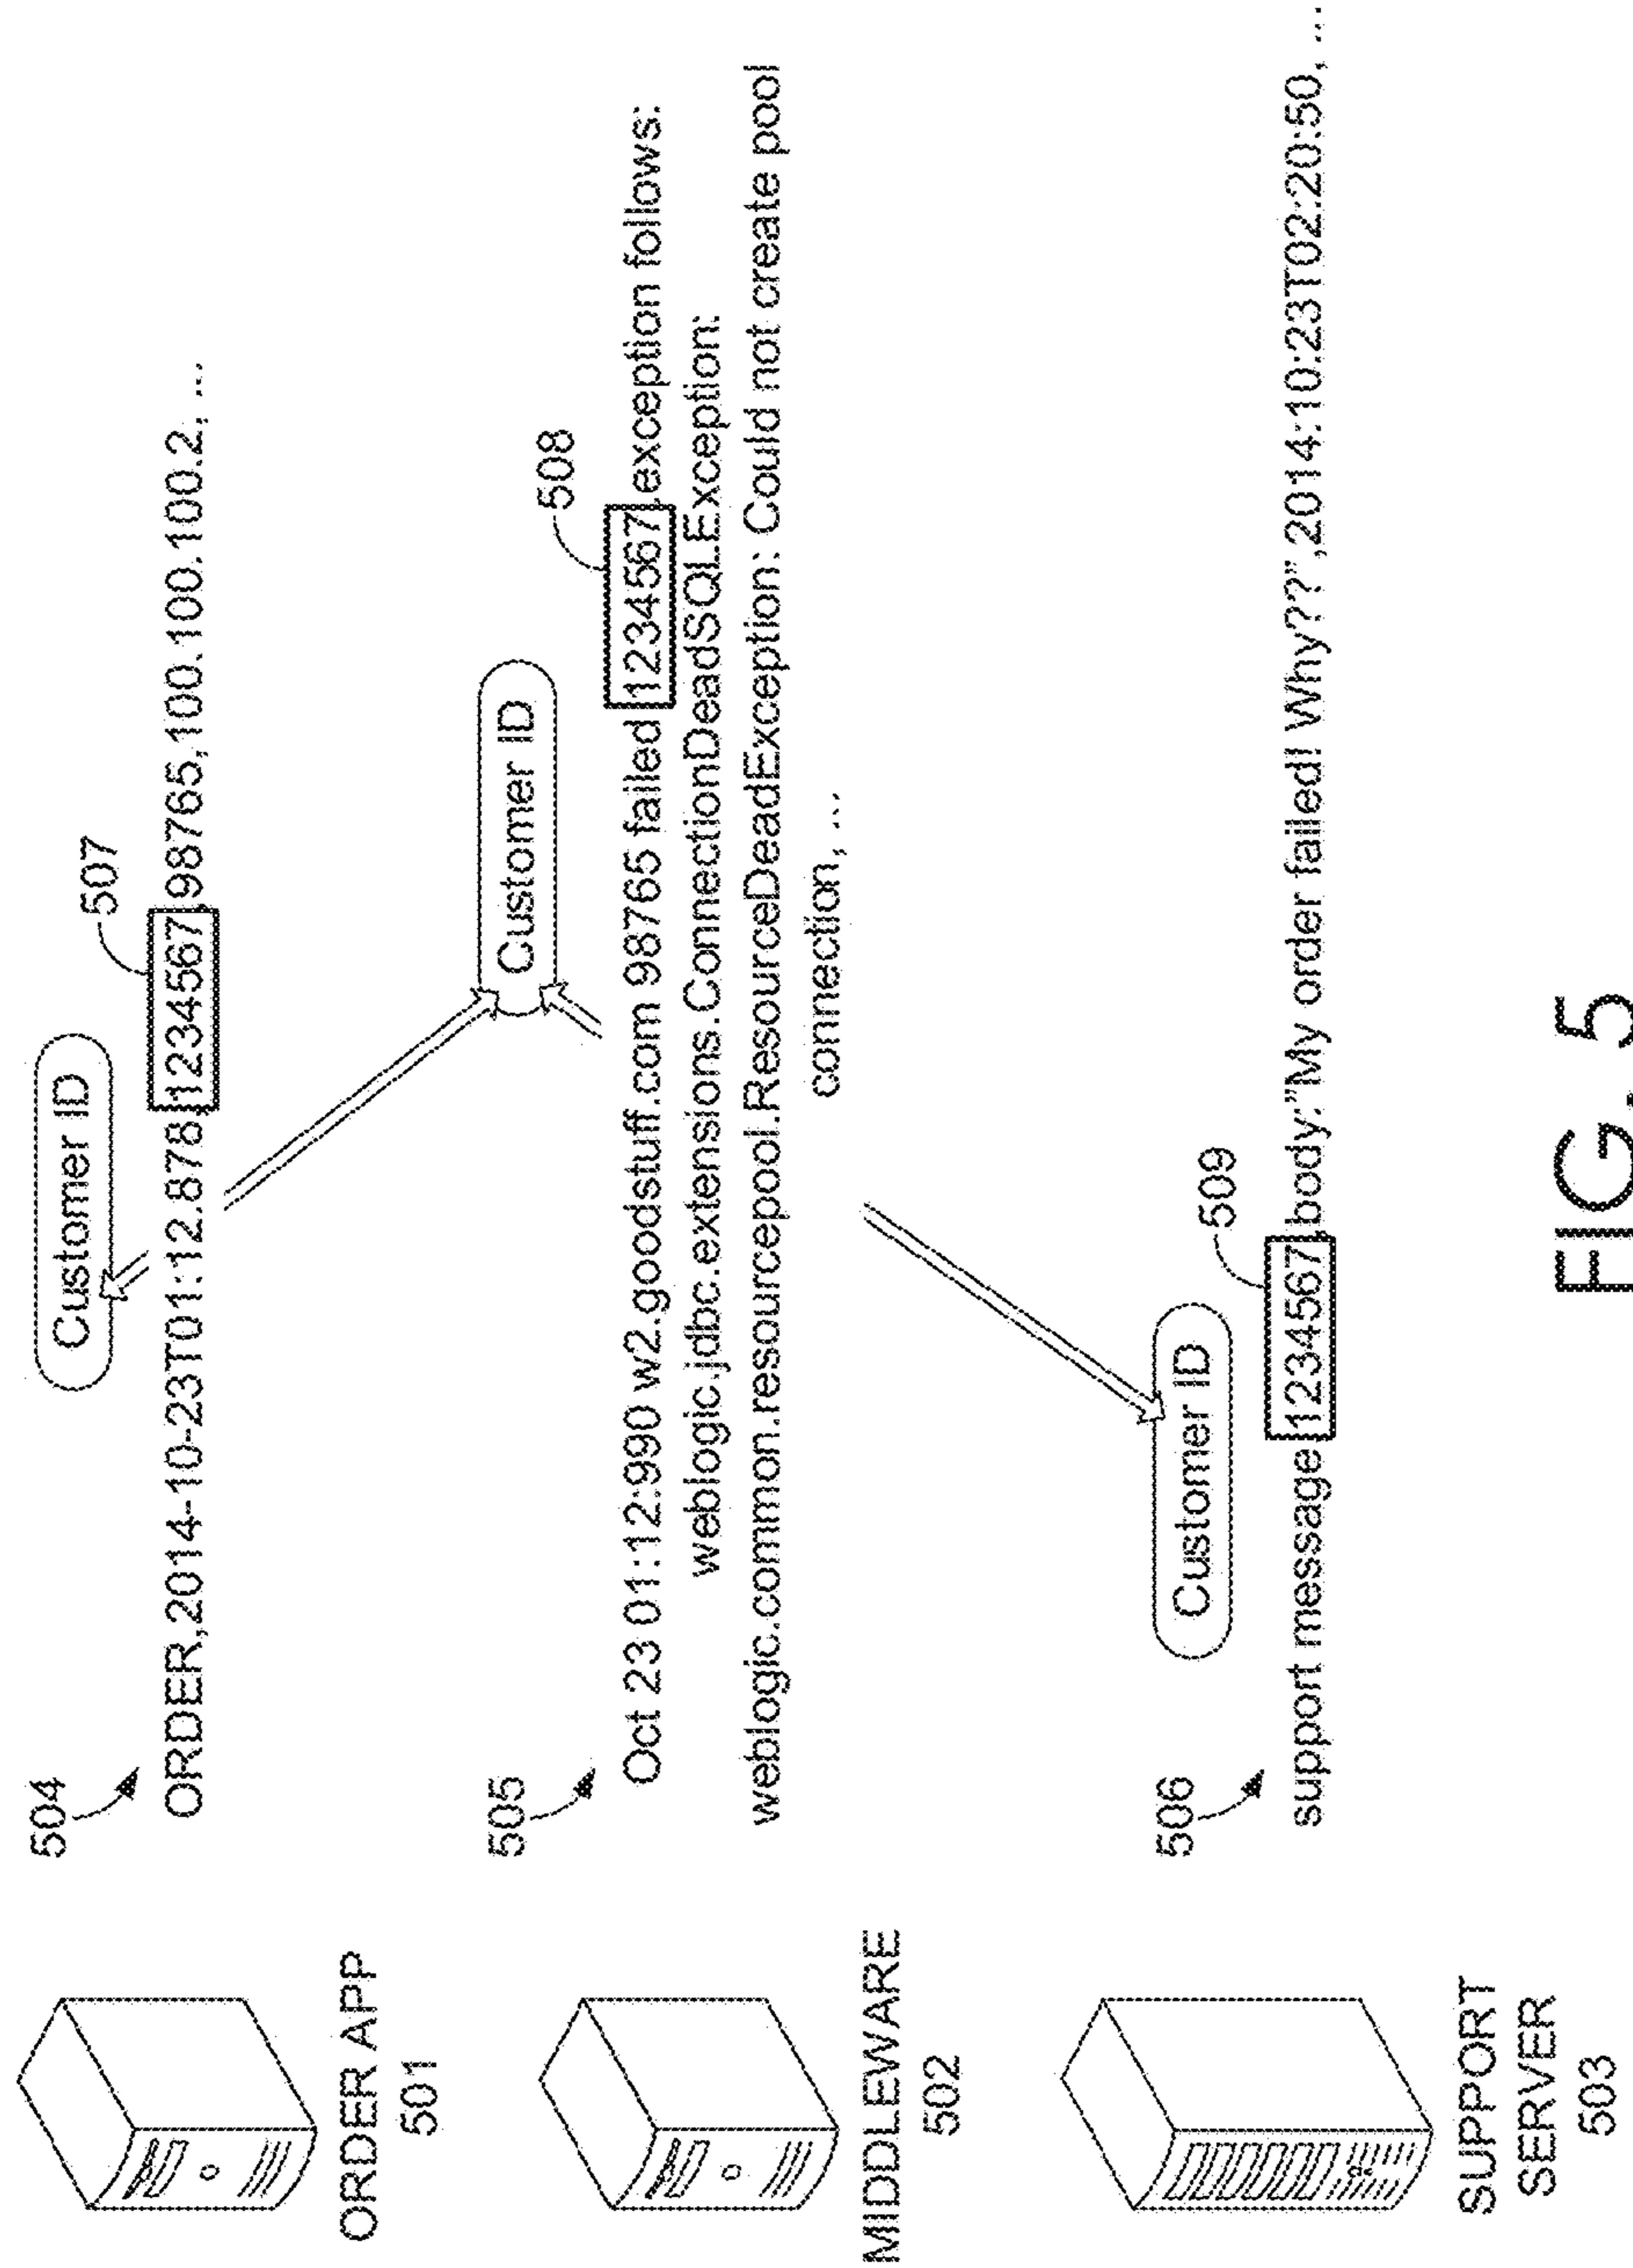 504
Customer ID
507
ORDER,2014-10-23T01:12.878,1234567,98765,100.100.100.2, ...
ORDER APP
501
505
Customer ID
508
Oct 23 01:12:990 w2.goodstuff.com 98765 failed 1234567,exception follows:
weblogic.jdbc.extensions.ConnectionDeadSQLException:
weblogic.common.resourcepool.ResourceDeadException: Could not create pool
connection, ...
MIDDLEWARE
502
506
Customer ID
509
support message,1234567,body:"My order failed! Why??",2014:10:23T02:20:50, ...
SUPPORT
SERVER
503
FIG. 5